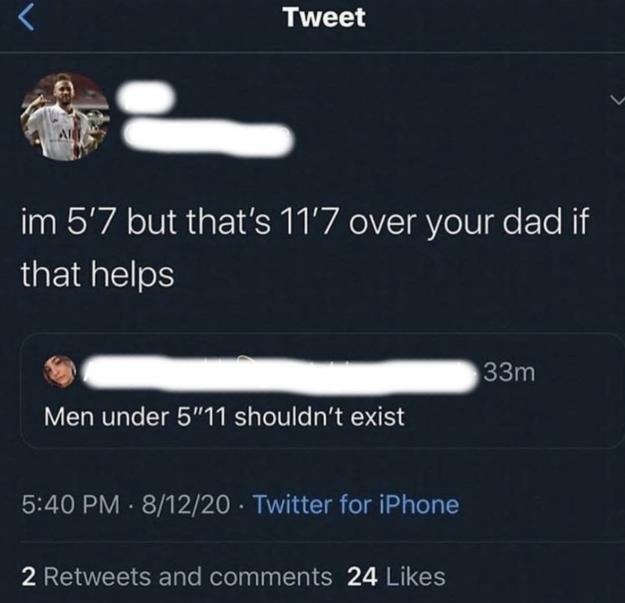 Tweet
im 5'7 but that's 11'7 over your dad if
that helps
33m
Men under 5"11 shouldn't exist
5:40 PM · 8/12/20 · Twitter for iPhone
2 Retweets and comments 24 Likes